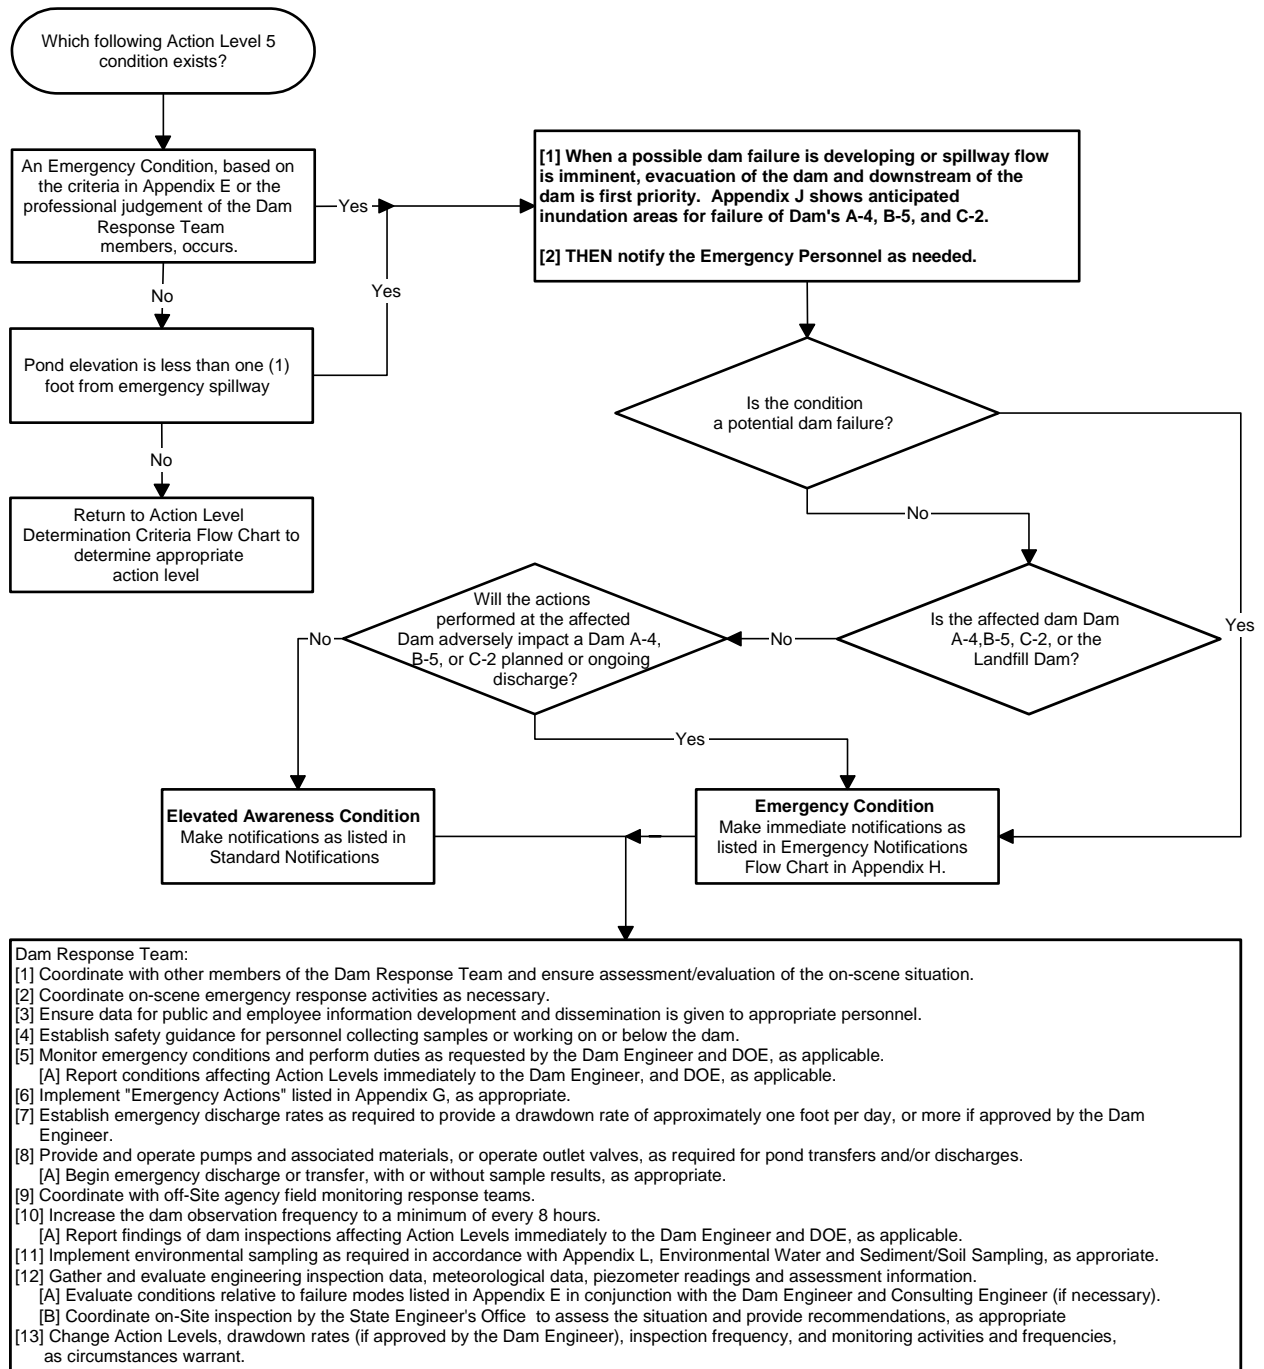 Which following Action Level 5
condition exists?
An Emergency Condition, based on
the criteria in Appendix E or the
professional judgement of the Dam
Response Team
members, occurs.
Yes
No
Yes
Pond elevation is less than one (1)
foot from emergency spillway
No
Return to Action Level
Determination Criteria Flow Chart to
determine appropriate
action level
[1] When a possible dam failure is developing or spillway flow
is imminent, evacuation of the dam and downstream of the
dam is first priority. Appendix J shows anticipated
inundation areas for failure of Dam's A-4, B-5, and C-2.
[2] THEN notify the Emergency Personnel as needed.
Is the condition
a potential dam failure?
No
Yes
Is the affected dam Dam
A-4,B-5, C-2, or the
Landfill Dam?
No
Will the actions
performed at the affected
Dam adversely impact a Dam A-4,
B-5, or C-2 planned or ongoing
discharge?
No
Yes
Elevated Awareness Condition
Make notifications as listed in
Standard Notifications
Emergency Condition
Make immediate notifications as
listed in Emergency Notifications
Flow Chart in Appendix H.
Dam Response Team:
[1] Coordinate with other members of the Dam Response Team and ensure assessment/evaluation of the on-scene situation.
[2] Coordinate on-scene emergency response activities as necessary.
[3] Ensure data for public and employee information development and dissemination is given to appropriate personnel.
[4] Establish safety guidance for personnel collecting samples or working on or below the dam.
[5] Monitor emergency conditions and perform duties as requested by the Dam Engineer and DOE, as applicable.
[A] Report conditions affecting Action Levels immediately to the Dam Engineer, and DOE, as applicable.
[6] Implement "Emergency Actions" listed in Appendix G, as appropriate.
[7] Establish emergency discharge rates as required to provide a drawdown rate of approximately one foot per day, or more if approved by the Dam
Engineer.
[8] Provide and operate pumps and associated materials, or operate outlet valves, as required for pond transfers and/or discharges.
[A] Begin emergency discharge or transfer, with or without sample results, as appropriate.
[9] Coordinate with off-Site agency field monitoring response teams.
[10] Increase the dam observation frequency to a minimum of every 8 hours.
[A] Report findings of dam inspections affecting Action Levels immediately to the Dam Engineer and DOE, as applicable.
[11] Implement environmental sampling as required in accordance with Appendix L, Environmental Water and Sediment/Soil Sampling, as approriate.
[12] Gather and evaluate engineering inspection data, meteorological data, piezometer readings and assessment information.
[A] Evaluate conditions relative to failure modes listed in Appendix E in conjunction with the Dam Engineer and Consulting Engineer (if necessary).
[B] Coordinate on-Site inspection by the State Engineer's Office to assess the situation and provide recommendations, as appropriate
[13] Change Action Levels, drawdown rates (if approved by the Dam Engineer), inspection frequency, and monitoring activities and frequencies,
as circumstances warrant.